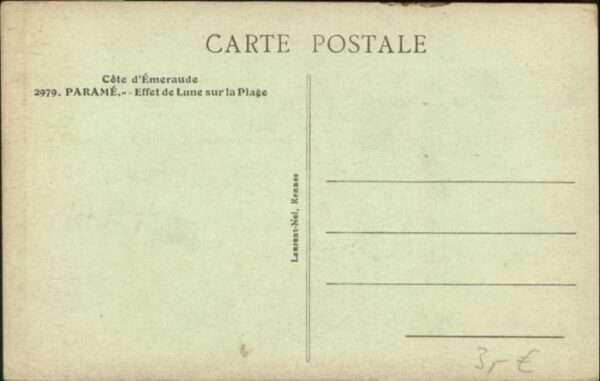 CARTE POSTALE
Côte d'Émeraude
2979. PARAMÉ.-- Effet de Lune sur la Plage
Laurent-Nel, Rennes
3,- €